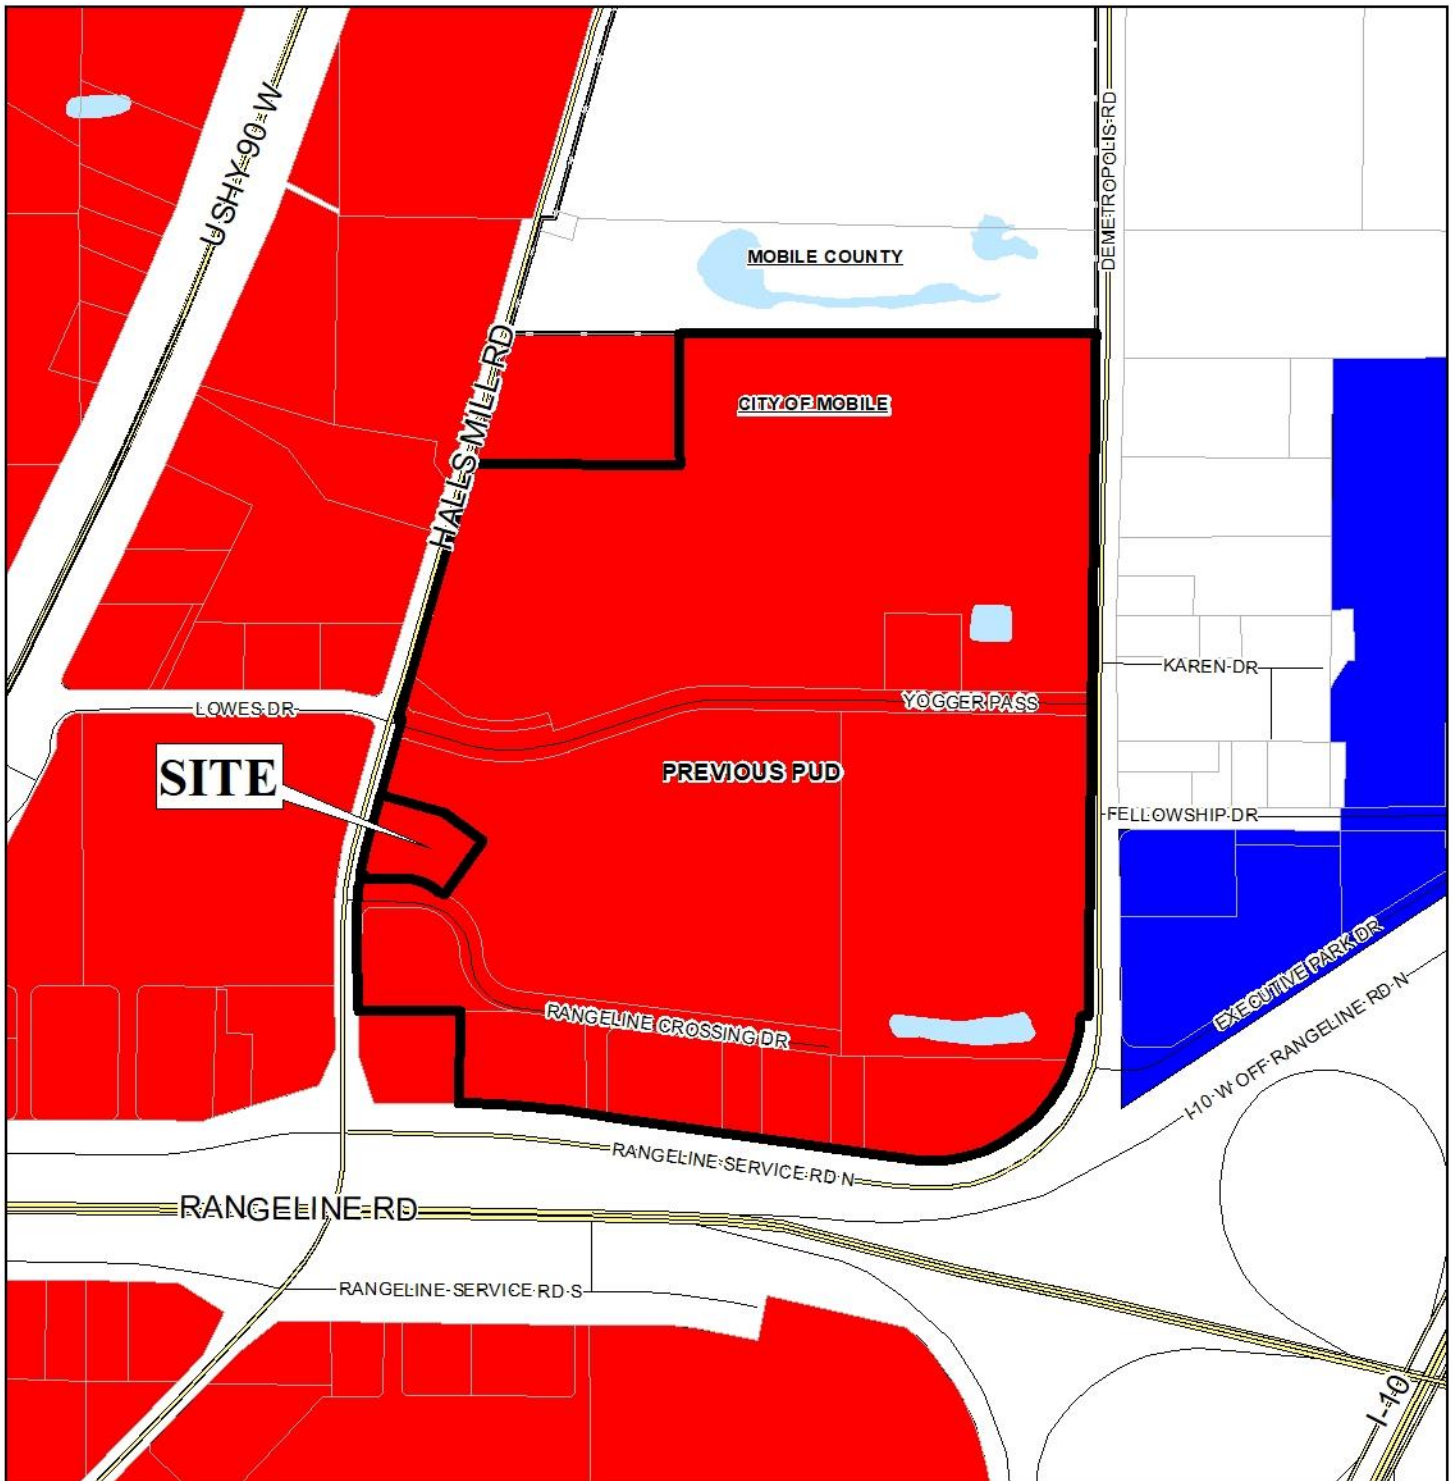 U S HY 90 W
DEMETROPOLIS RD
MOBILE COUNTY
HALLS MILL RD
CITY OF MOBILE
KAREN DR
LOWES DR
YOGGER PASS
SITE
PREVIOUS PUD
FELLOWSHIP DR
EXECUTIVE PARK DR
I-10 W OFF RANGELINE RD N
RANGELINE CROSSING DR
RANGELINE SERVICE RD N
RANGELINE RD
RANGELINE SERVICE RD S
I-10